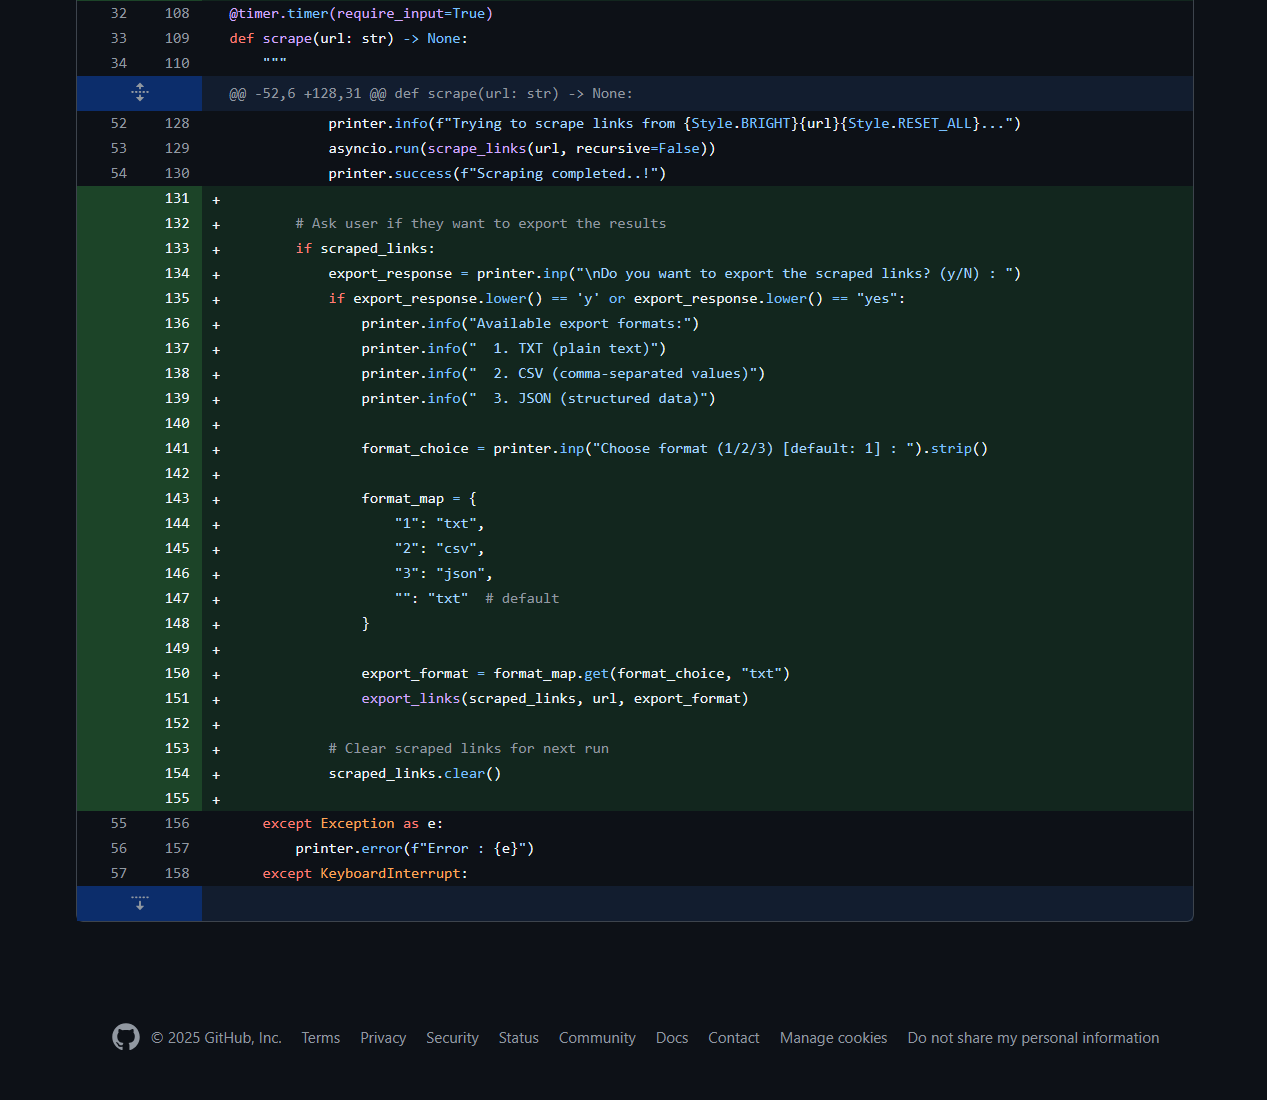 32 108 @timer.timer(require_input=True)
33 109 def scrape(url: str) -> None:
34 110     """
@@ -52,6 +128,31 @@ def scrape(url: str) -> None:
52 128             printer.info(f"Trying to scrape links from {Style.BRIGHT}{url}{Style.RESET_ALL}...")
53 129             asyncio.run(scrape_links(url, recursive=False))
54 130             printer.success(f"Scraping completed..!")
131 +
132 +         # Ask user if they want to export the results
133 +         if scraped_links:
134 +             export_response = printer.inp("\nDo you want to export the scraped links? (y/N) : ")
135 +             if export_response.lower() == 'y' or export_response.lower() == "yes":
136 +                 printer.info("Available export formats:")
137 +                 printer.info("  1. TXT (plain text)")
138 +                 printer.info("  2. CSV (comma-separated values)")
139 +                 printer.info("  3. JSON (structured data)")
140 +
141 +                 format_choice = printer.inp("Choose format (1/2/3) [default: 1] : ").strip()
142 +
143 +                 format_map = {
144 +                     "1": "txt",
145 +                     "2": "csv",
146 +                     "3": "json",
147 +                     "": "txt"  # default
148 +                 }
149 +
150 +                 export_format = format_map.get(format_choice, "txt")
151 +                 export_links(scraped_links, url, export_format)
152 +
153 +             # Clear scraped links for next run
154 +             scraped_links.clear()
155 +
55 156     except Exception as e:
56 157         printer.error(f"Error : {e}")
57 158     except KeyboardInterrupt:
© 2025 GitHub, Inc. Terms Privacy Security Status Community Docs Contact Manage cookies Do not share my personal information